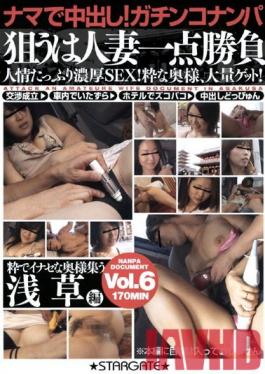 ナマで中出し!ガチンコナンパ
狙うは人妻一点勝負
人情たっぷり濃厚SEX!粋な奥様、大量ゲット!
ATTACK AN AMATEURE WIFE DOCUMENT IN ASAKUSA
交渉成立▶車内でいたずら▶ホテルでズコバコ▶中出しどっぴゅん
NANPA DOCUMENT
Vol.6
170MIN
粋でイナセな奥様集う
浅草編
★STARGATE★
JAVHD